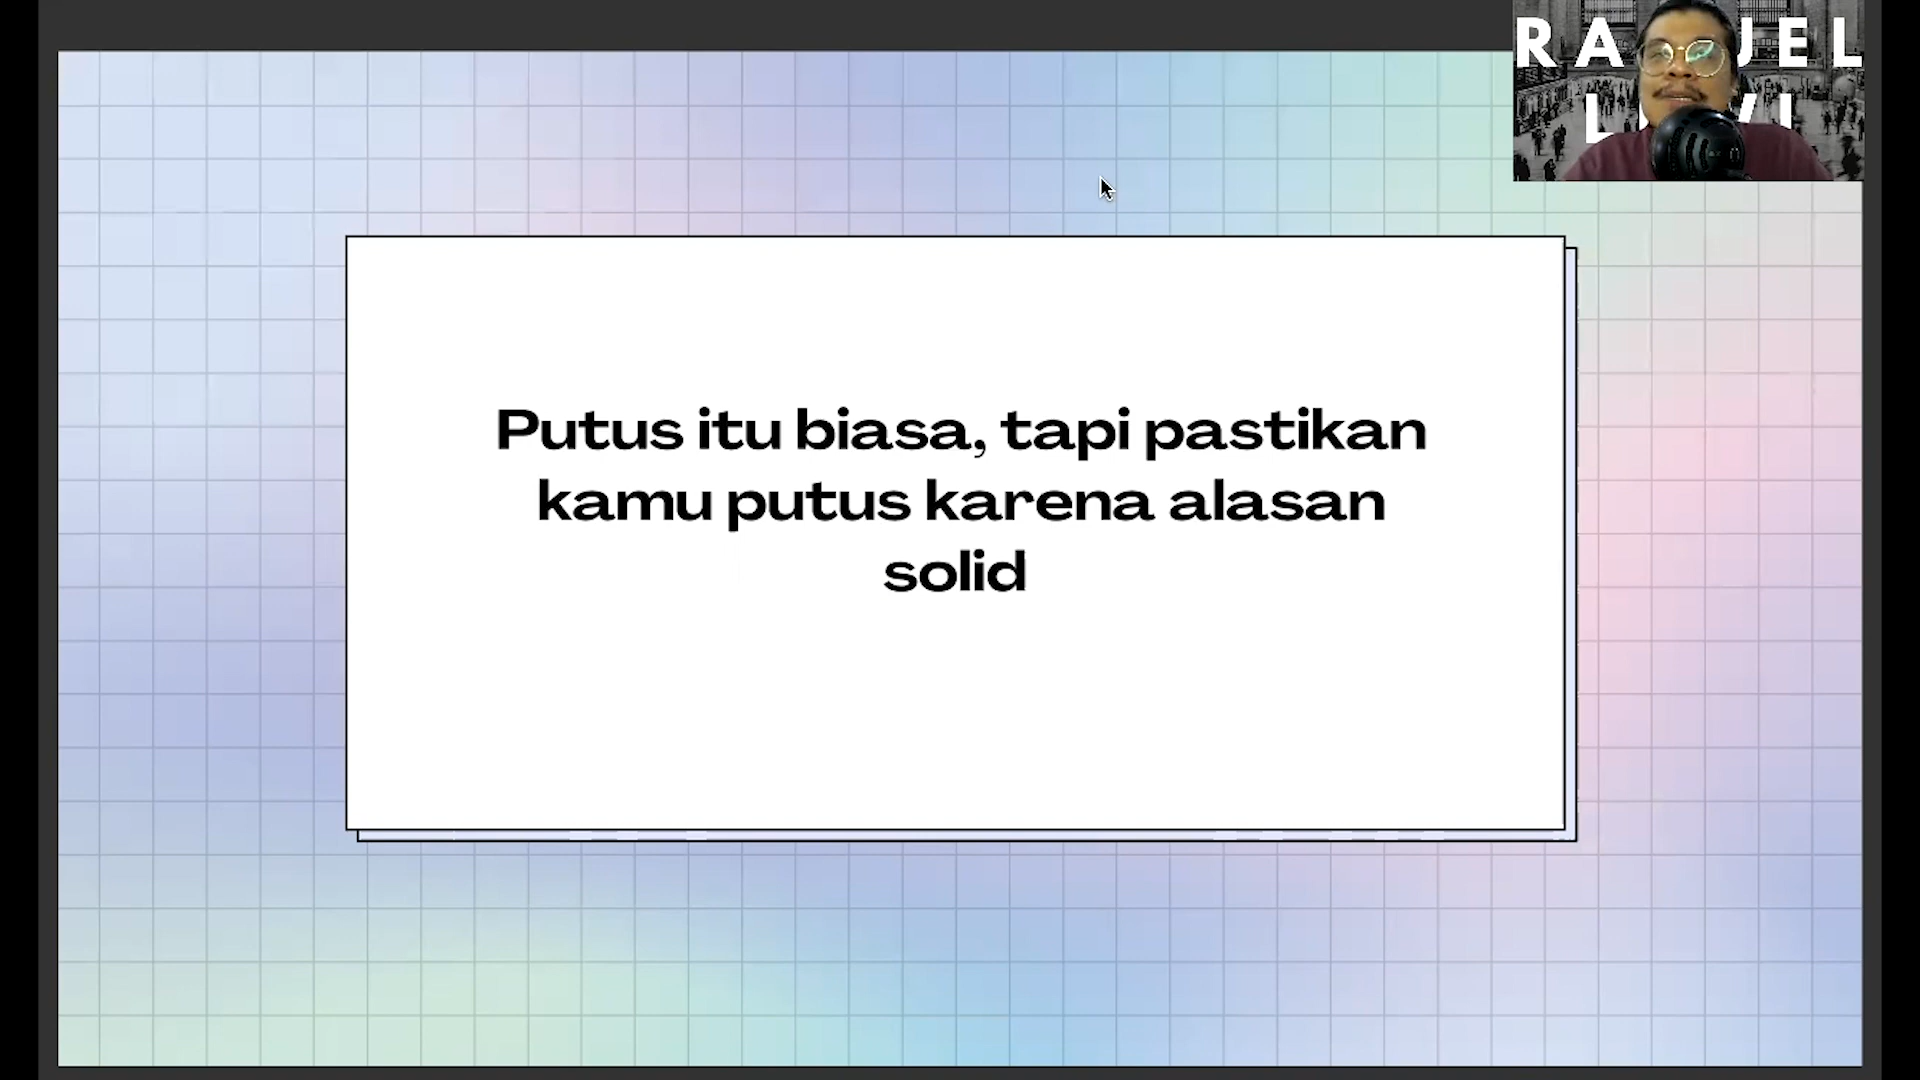 Putus itu biasa, tapi pastikan
kamu putus karena alasan
solid